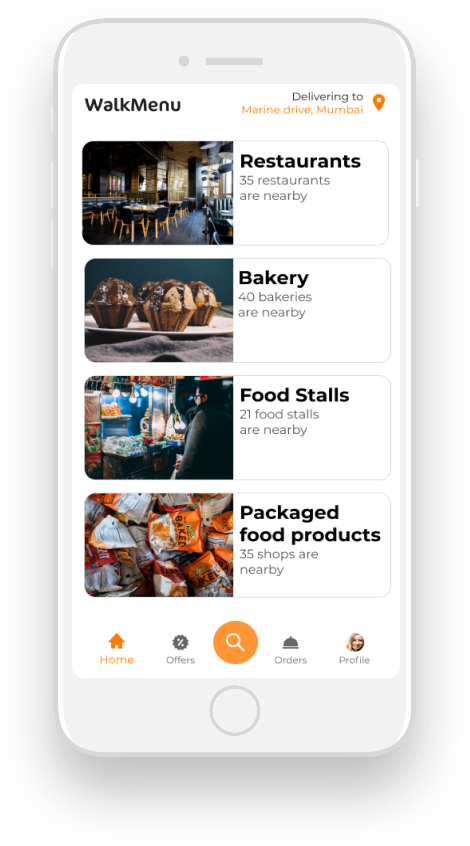 WalkMenu
Delivering to
Marine drive, Mumbai
Restaurants
35 restaurants
are nearby
Bakery
40 bakeries
are nearby
Food Stalls
21 food stalls
are nearby
BAKED
Packaged
food products
35 shops are
nearby
Home
Offers
Orders
Profile